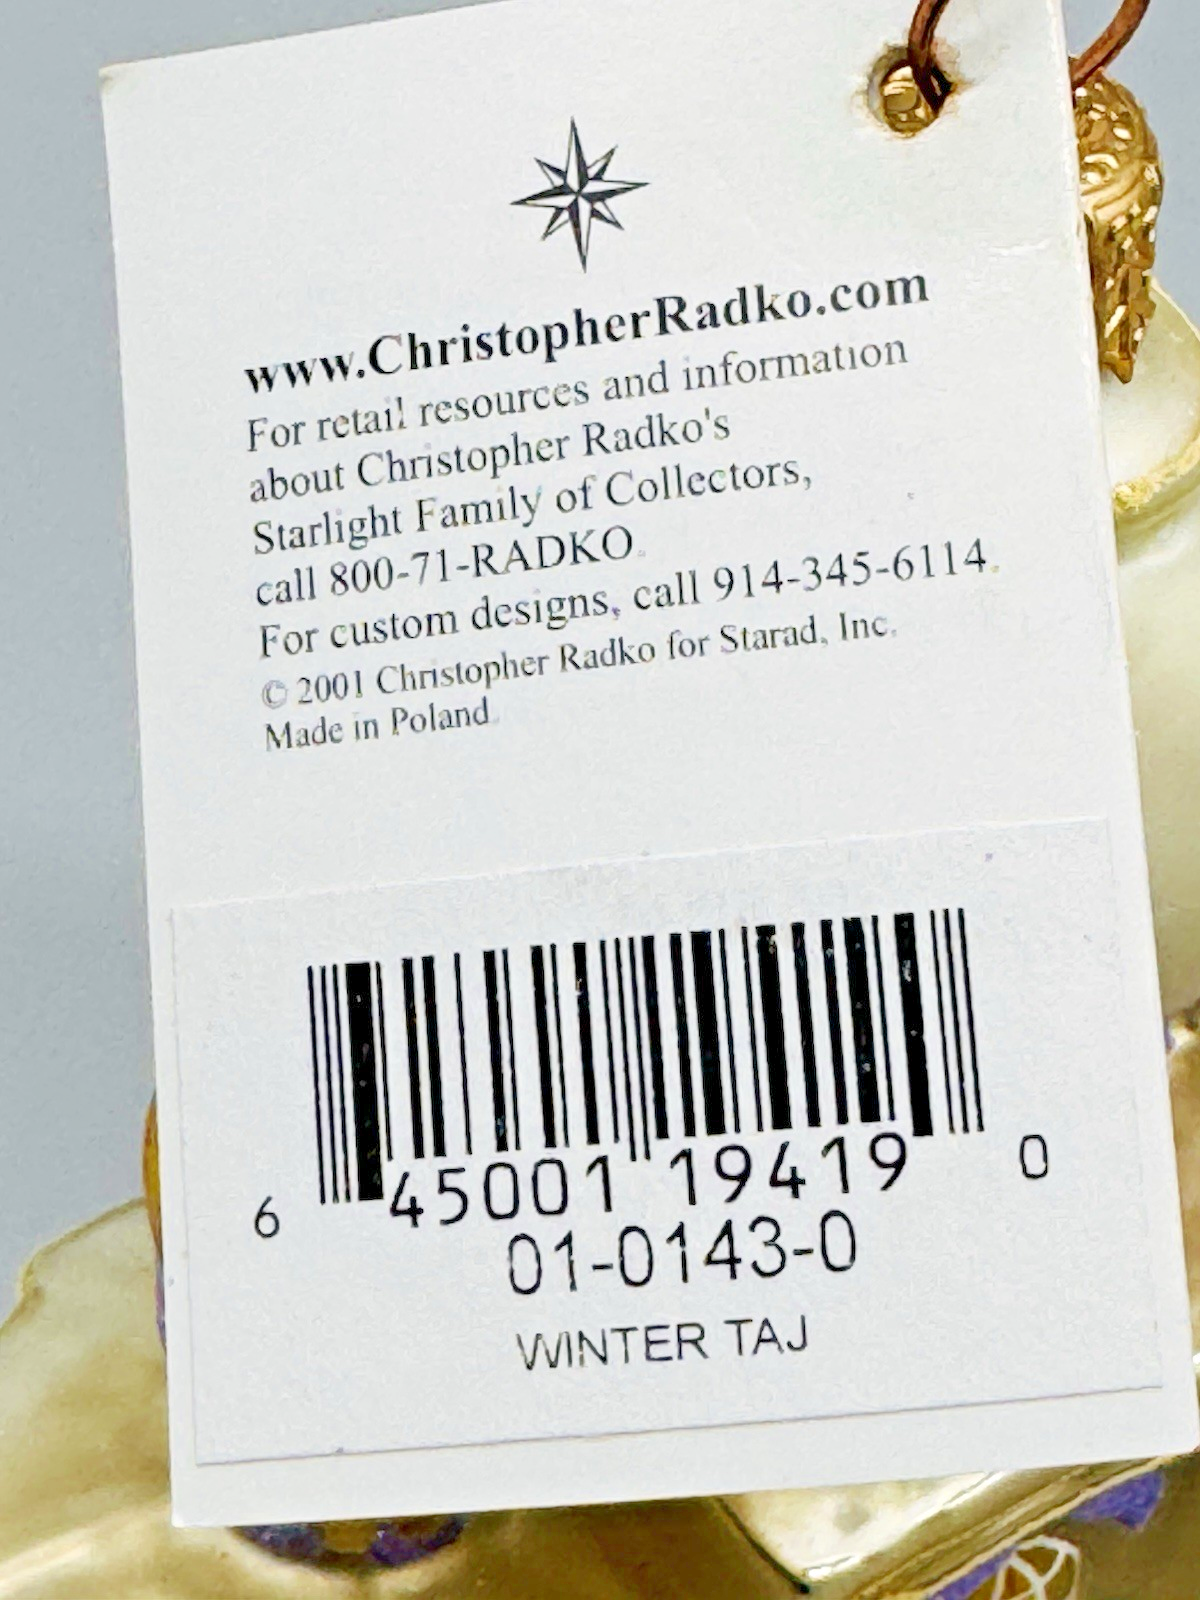 www.ChristopherRadko.com
For retail resources and information
about Christopher Radko's
Starlight Family of Collectors,
call 800-71-RADKO.
For custom designs, call 914-345-6114.
© 2001 Christopher Radko for Starad, Inc.
Made in Poland
6 45001 19419 0
01-0143-0
WINTER TAJ